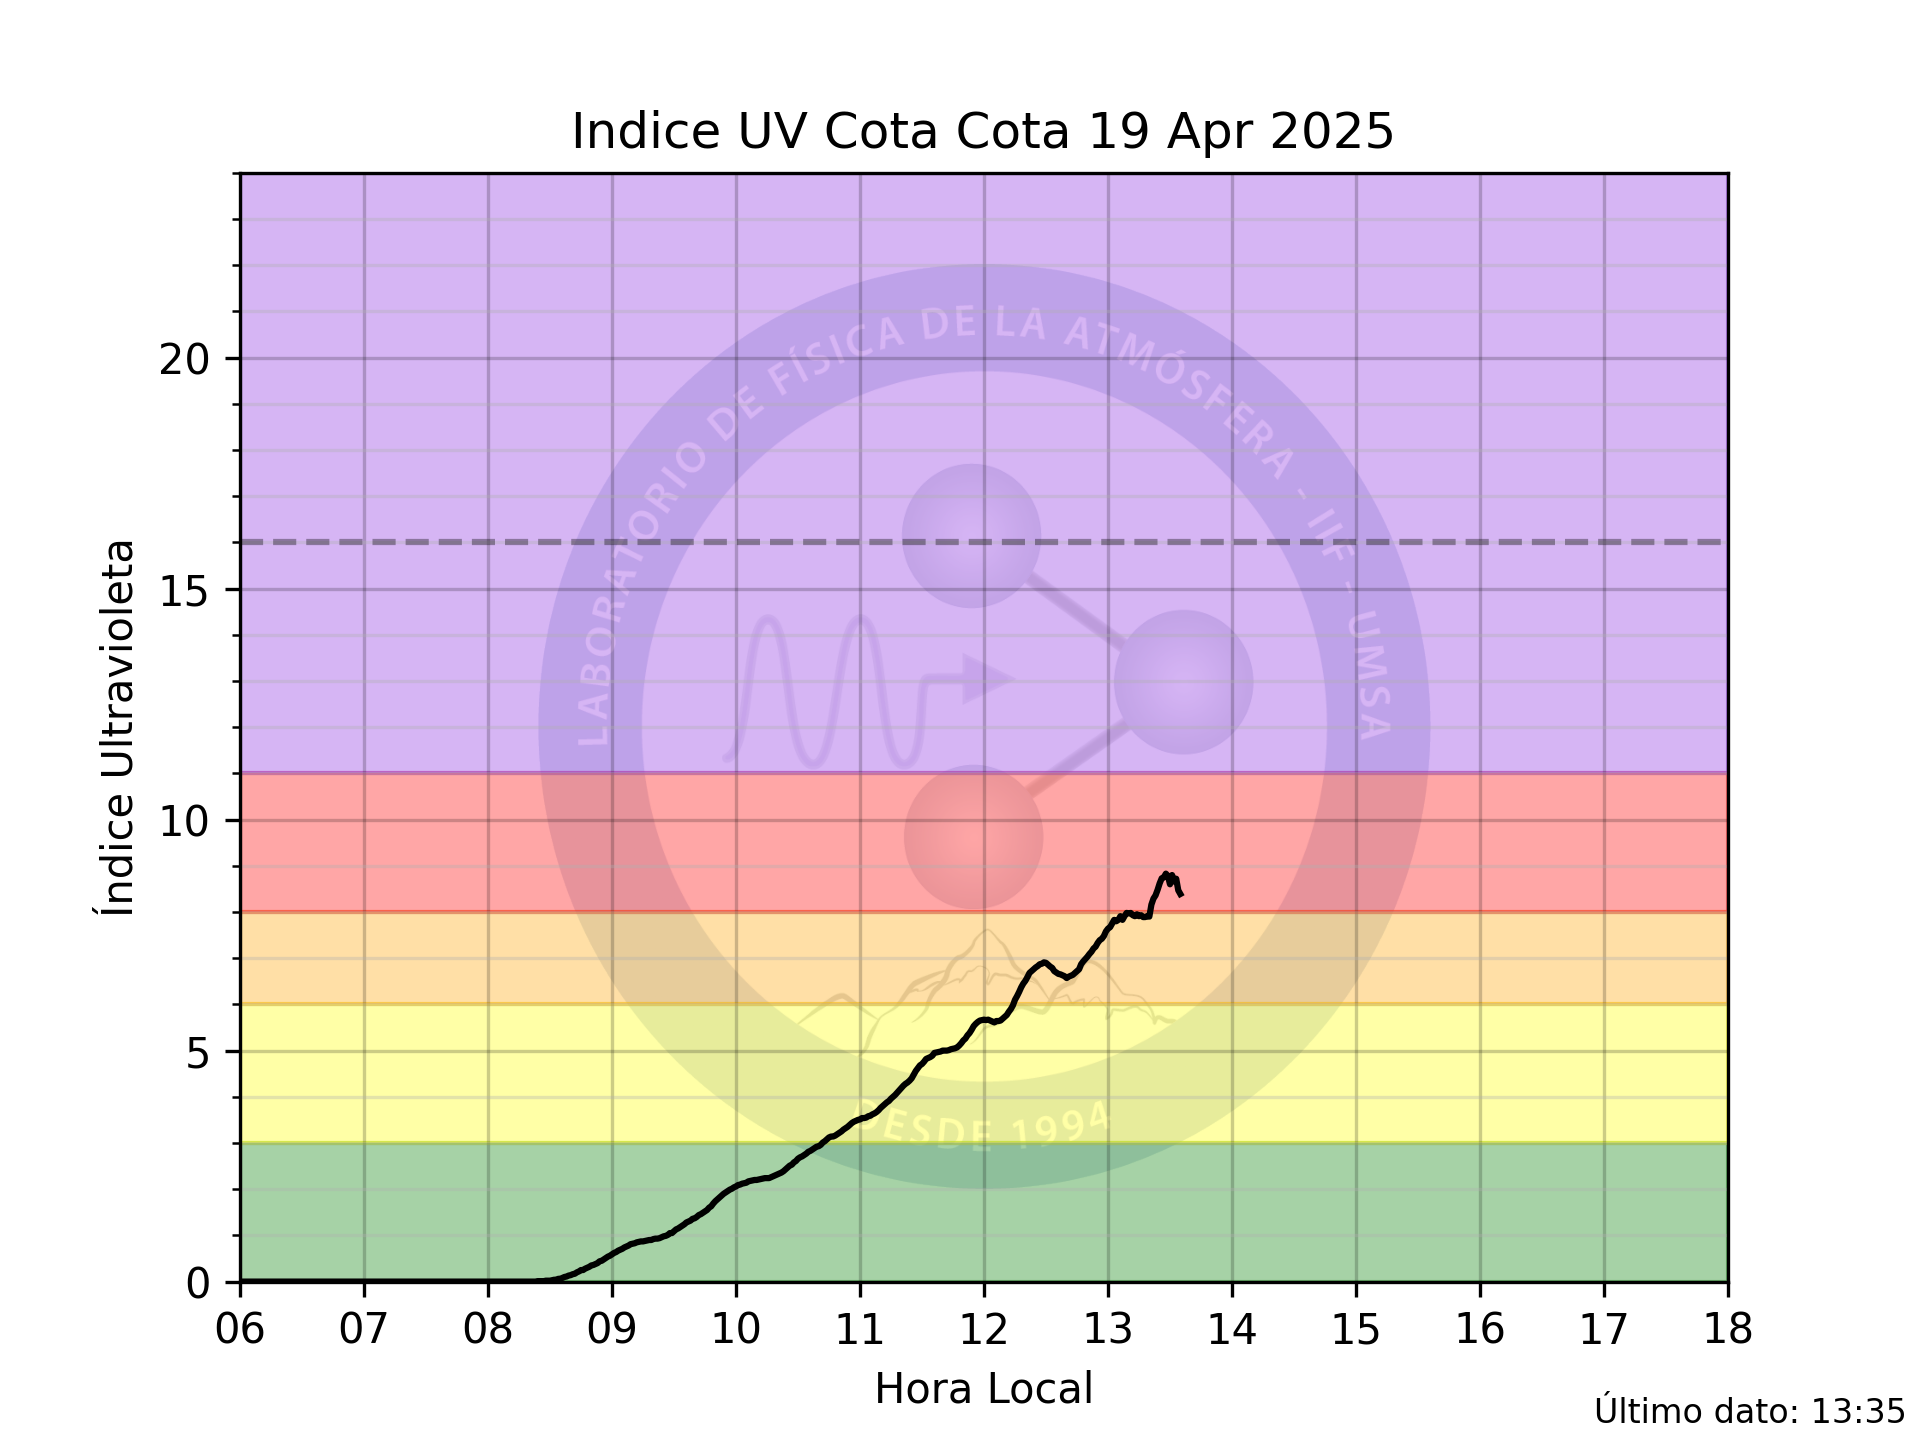 Indice UV Cota Cota 19 Apr 2025
Índice Ultravioleta
20
15
10
5
0
LABORATORIO DE FÍSICA DE LA ATMÓSFERA - IIF - UMSA
DESDE 1994
06 07 08 09 10 11 12 13 14 15 16 17 18
Hora Local
Último dato: 13:35